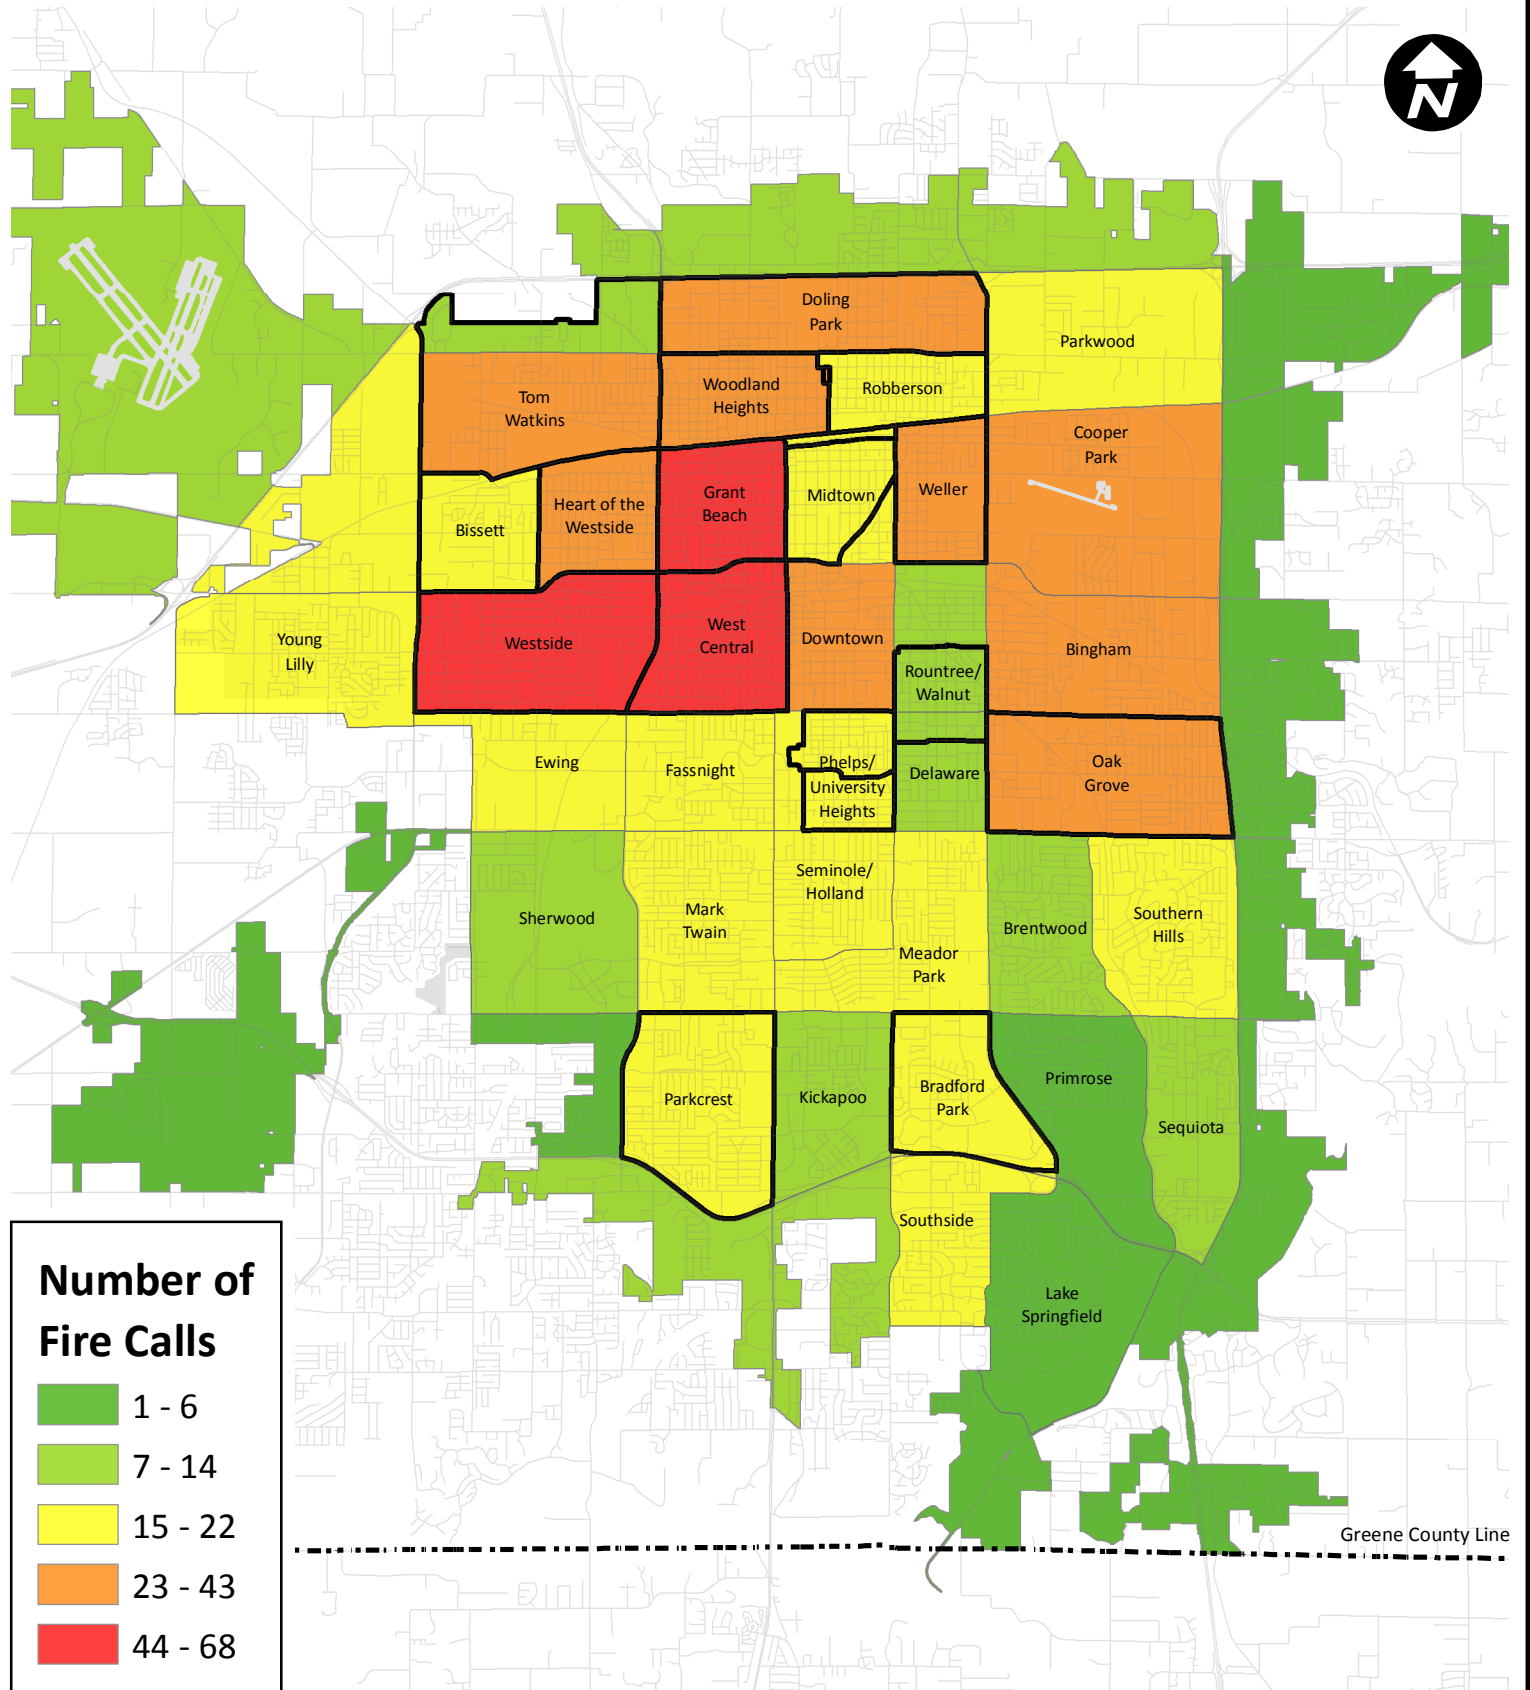 N
Doling
Park
Parkwood
Woodland
Heights
Robberson
Tom
Watkins
Cooper
Park
Grant
Beach
Midtown
Weller
Heart of the
Westside
Bissett
Young
Lilly
Westside
West
Central
Downtown
Bingham
Rountree/
Walnut
Ewing
Fassnight
Phelps/
University
Heights
Delaware
Oak
Grove
Seminole/
Holland
Sherwood
Mark
Twain
Meador
Park
Brentwood
Southern
Hills
Parkcrest
Kickapoo
Bradford
Park
Primrose
Sequiota
Southside
Lake
Springfield
Number of
Fire Calls
1 - 6
7 - 14
15 - 22
23 - 43
44 - 68
Greene County Line